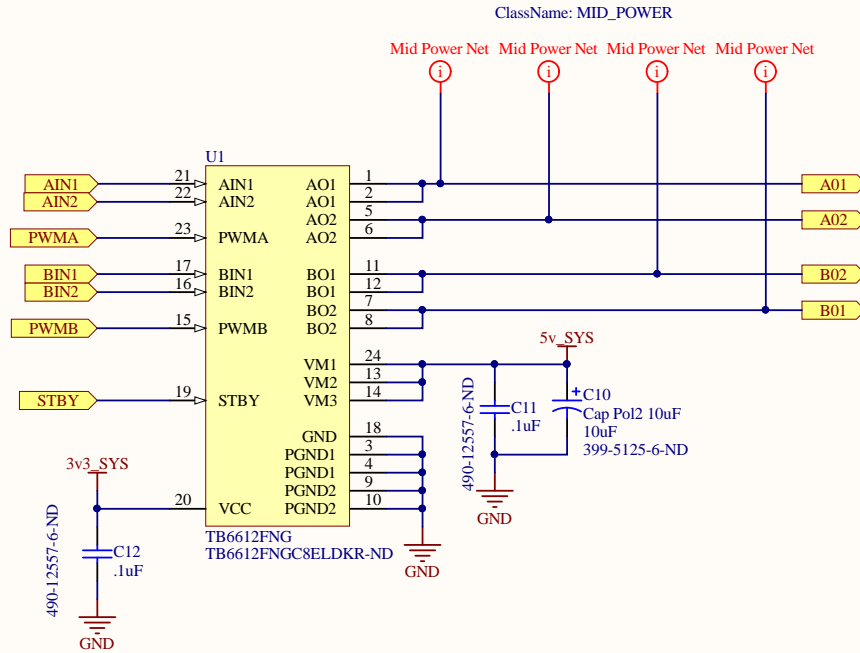 ClassName: MID_POWER
Mid Power Net Mid Power Net Mid Power Net Mid Power Net
i i i i
U1
AIN1 21 AIN1 AO1 1 A01
AIN2 22 AIN2 AO1 2
AO2 5 A02
PWMA 23 PWMA AO2 6
BIN1 17 BIN1 BO1 11 B02
BIN2 16 BIN2 BO1 12
BO2 7 B01
PWMB 15 PWMB BO2 8
5v_SYS
VM1 24
VM2 13
STBY 19 STBY VM3 14
490-12557-6-ND
C11
.1uF
+
C10
Cap Pol2 10uF
10uF
399-5125-6-ND
GND
GND 18
PGND1 3
PGND1 4
PGND2 9
PGND2 10
GND
3v3_SYS
20 VCC
TB6612FNG
TB6612FNGC8ELDKR-ND
490-12557-6-ND
C12
.1uF
GND